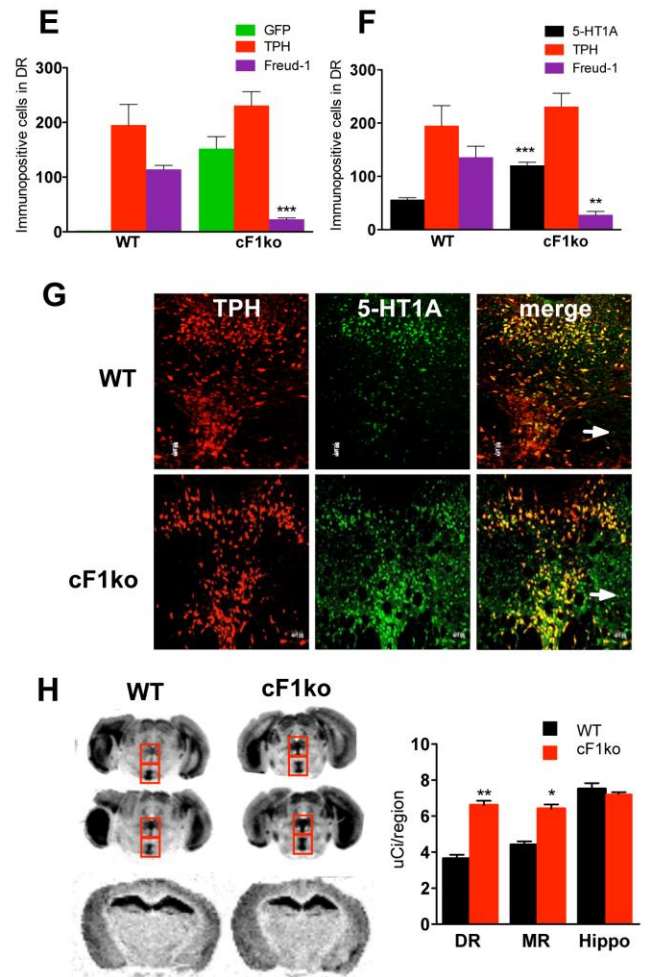 E
GFP
TPH
Freud-1
Immunopositive cells in DR
300
200
100
0
***
WT
cF1ko
F
5-HT1A
TPH
Freud-1
Immunopositive cells in DR
300
200
100
0
***
**
WT
cF1ko
G
TPH
5-HT1A
merge
WT
cF1ko
H
WT
cF1ko
WT
cF1ko
uCi/region
8
6
4
2
0
**
*
DR
MR
Hippo